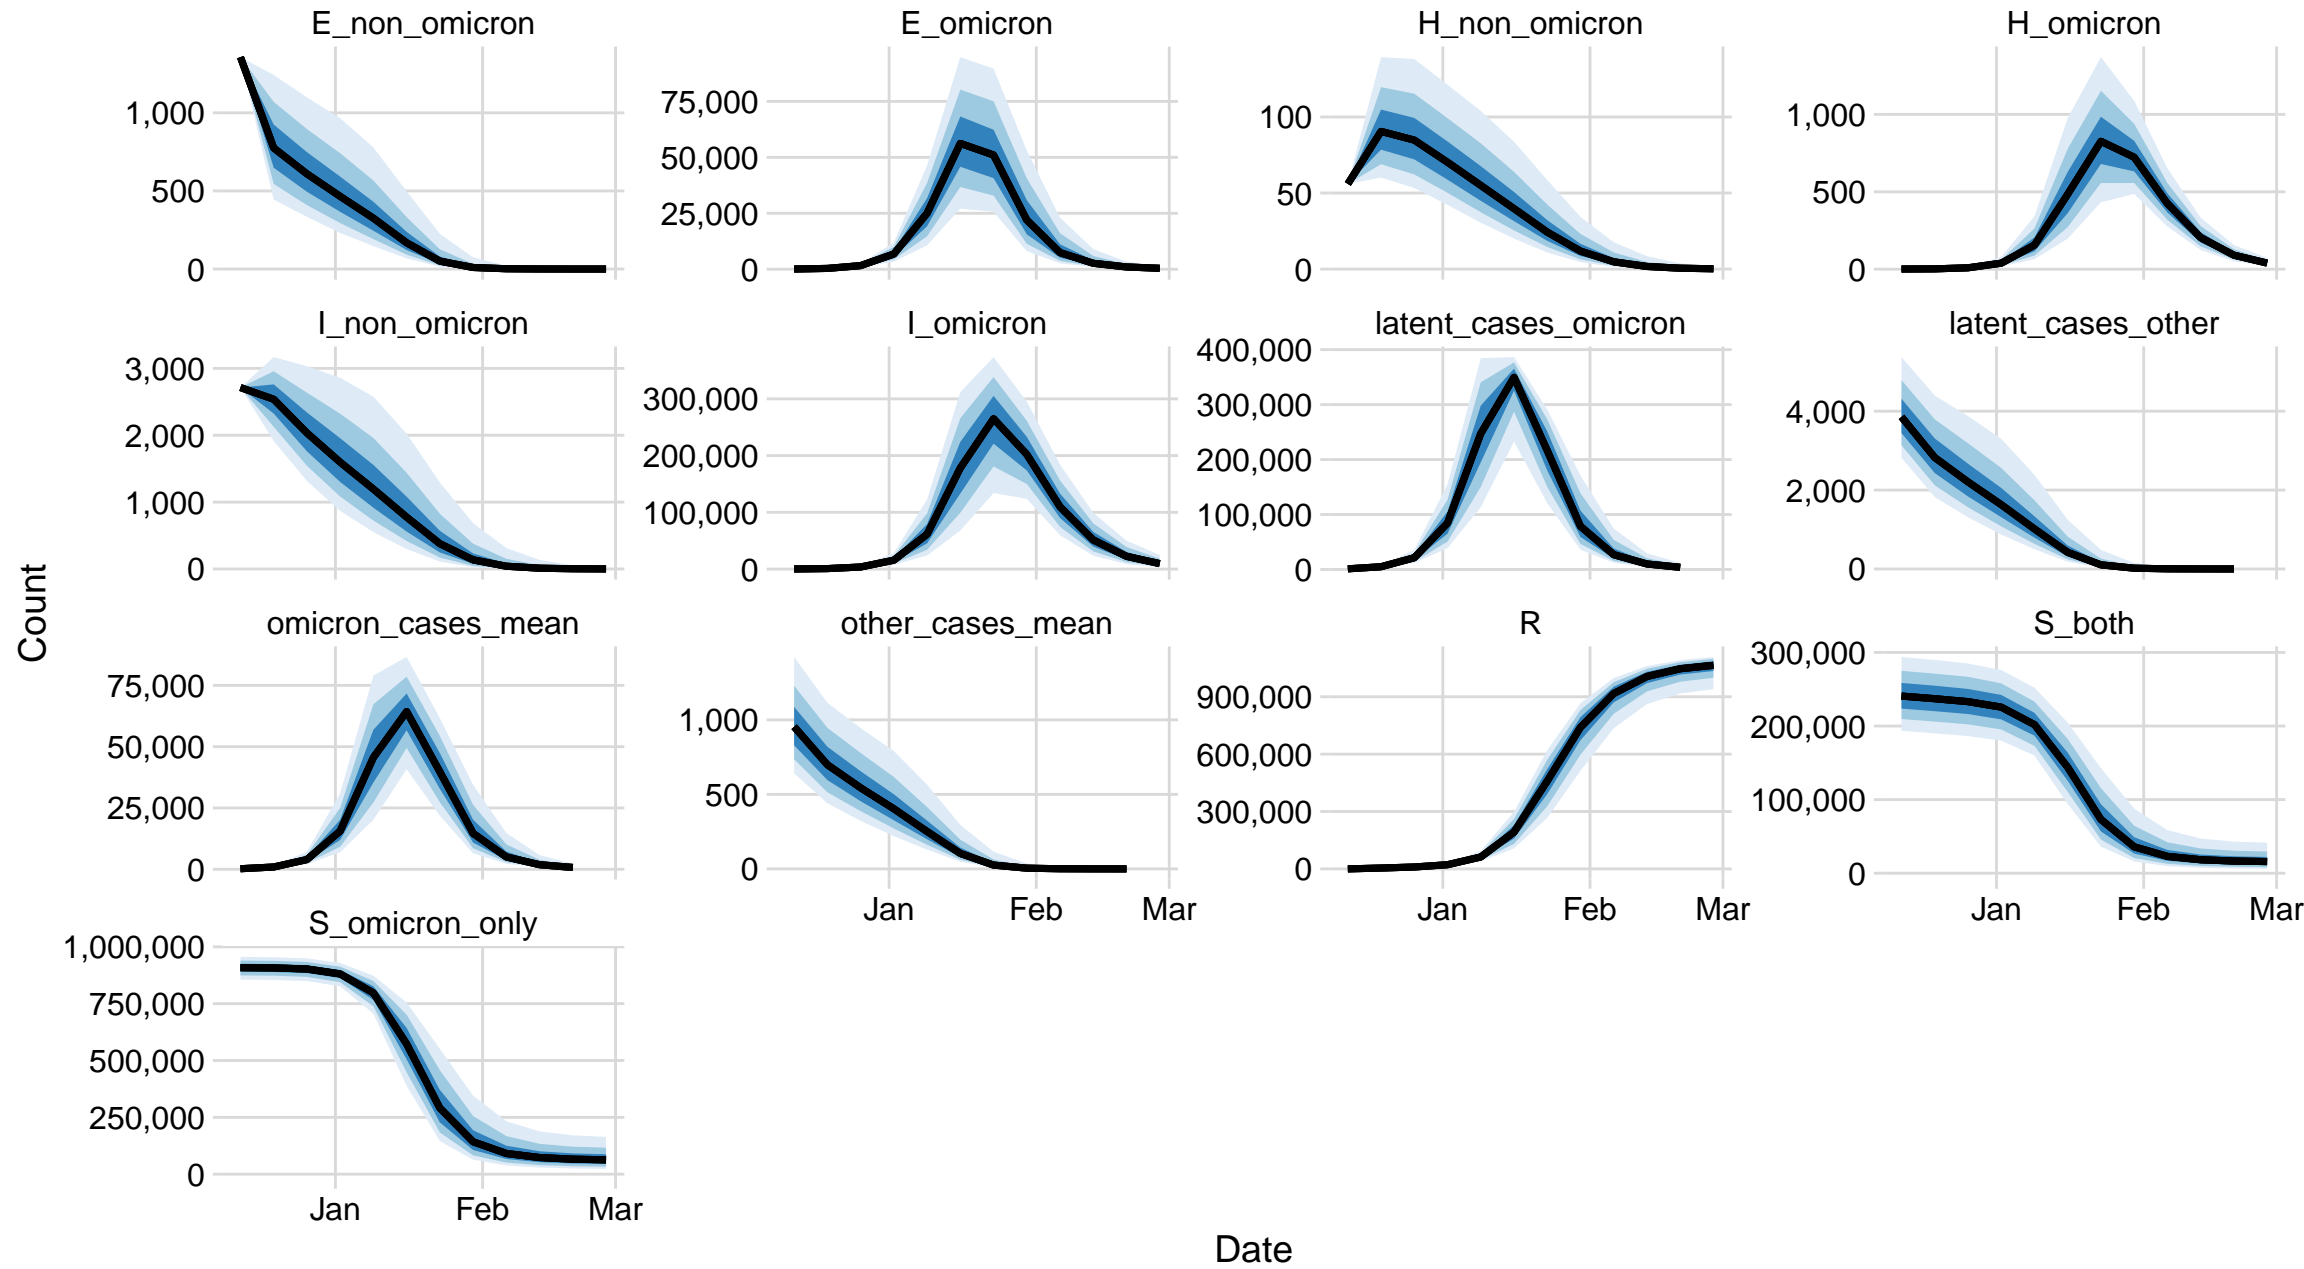 E_non_omicron
E_omicron
H_non_omicron
H_omicron
1,000
500
0
75,000
50,000
25,000
0
100
50
0
1,000
500
0
I_non_omicron
I_omicron
latent_cases_omicron
latent_cases_other
3,000
2,000
1,000
0
300,000
200,000
100,000
0
400,000
300,000
200,000
100,000
0
4,000
2,000
0
omicron_cases_mean
other_cases_mean
R
S_both
75,000
50,000
25,000
0
1,000
500
0
900,000
600,000
300,000
0
300,000
200,000
100,000
0
Jan Feb Mar
Jan Feb Mar
Jan Feb Mar
S_omicron_only
1,000,000
750,000
500,000
250,000
0
Jan Feb Mar
Count
Date